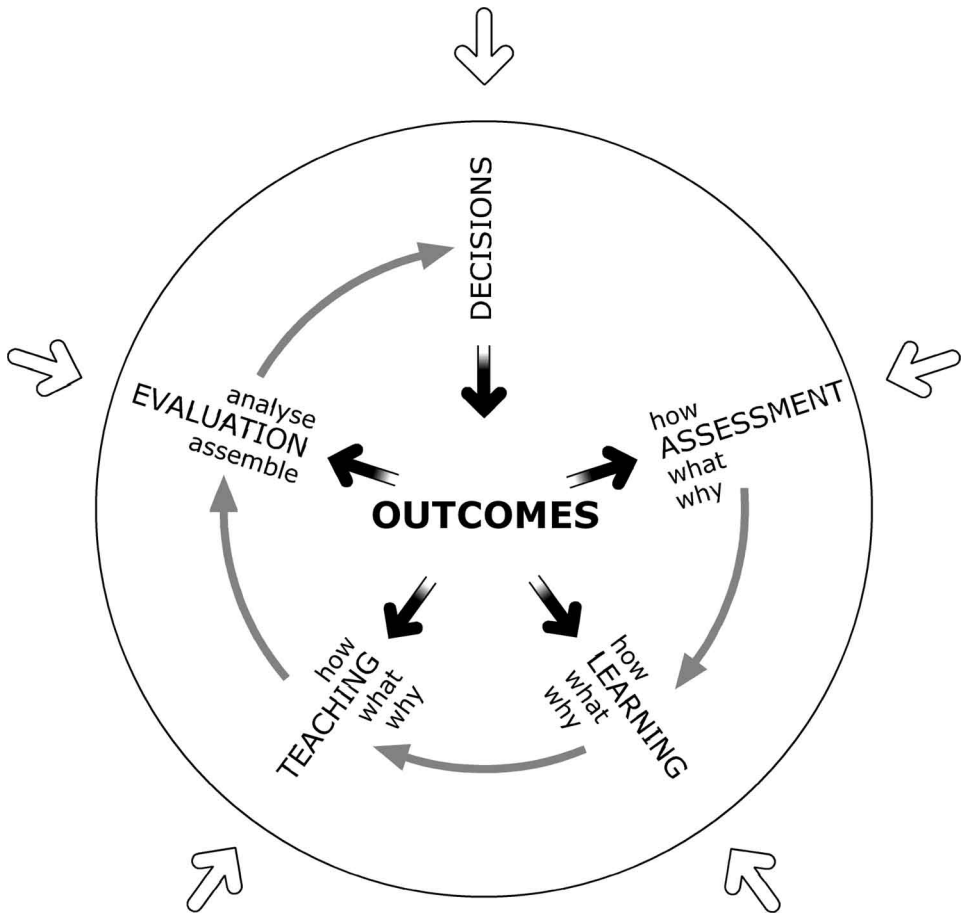 DECISIONS
how
ASSESSMENT
what
why
how
LEARNING
what
why
how
TEACHING
what
why
analyse
EVALUATION
assemble
OUTCOMES